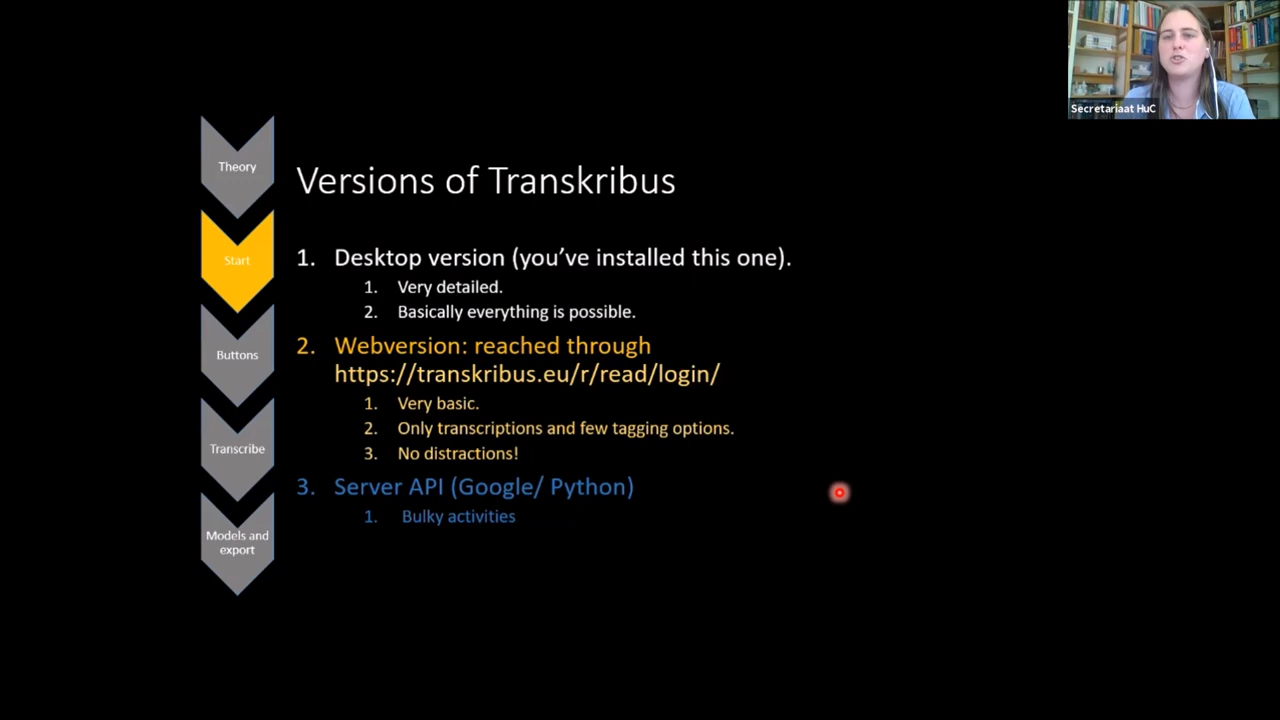 Secretariaat HuC
Theory
Start
Buttons
Transcribe
Models and
export
Versions of Transkribus
1. Desktop version (you’ve installed this one).
1. Very detailed.
2. Basically everything is possible.
2. Webversion: reached through
https://transkribus.eu/r/read/login/
1. Very basic.
2. Only transcriptions and few tagging options.
3. No distractions!
3. Server API (Google/ Python)
1. Bulky activities